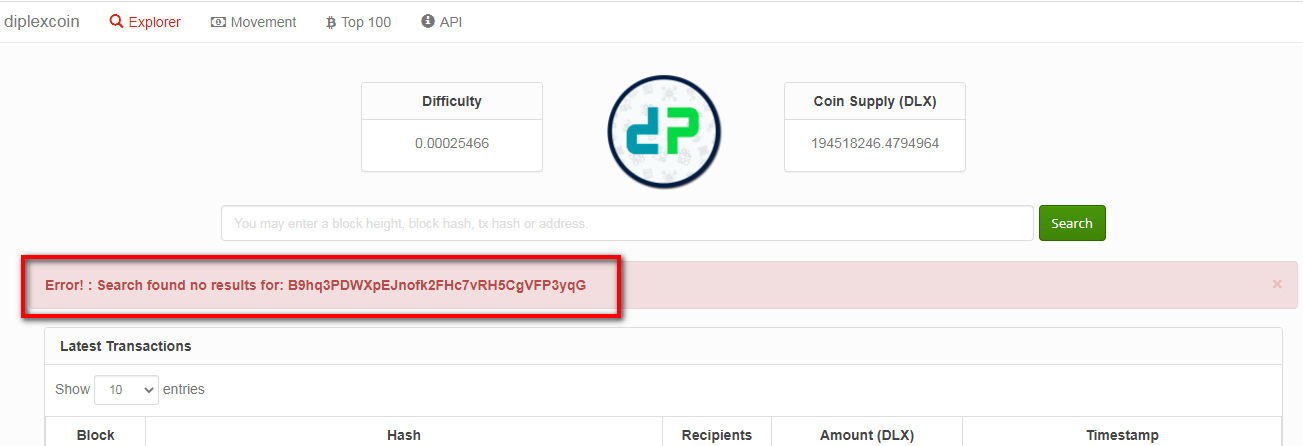 diplexcoin Explorer Movement Top 100 API
Difficulty
0.00025466
dP
Coin Supply (DLX)
194518246.4794964
You may enter a block height, block hash, tx hash or address.
Search
Error! : Search found no results for: B9hq3PDWXpEJnofk2FHc7vRH5CgVFP3yqG ×
Latest Transactions
Show 10 entries
Block Hash Recipients Amount (DLX) Timestamp